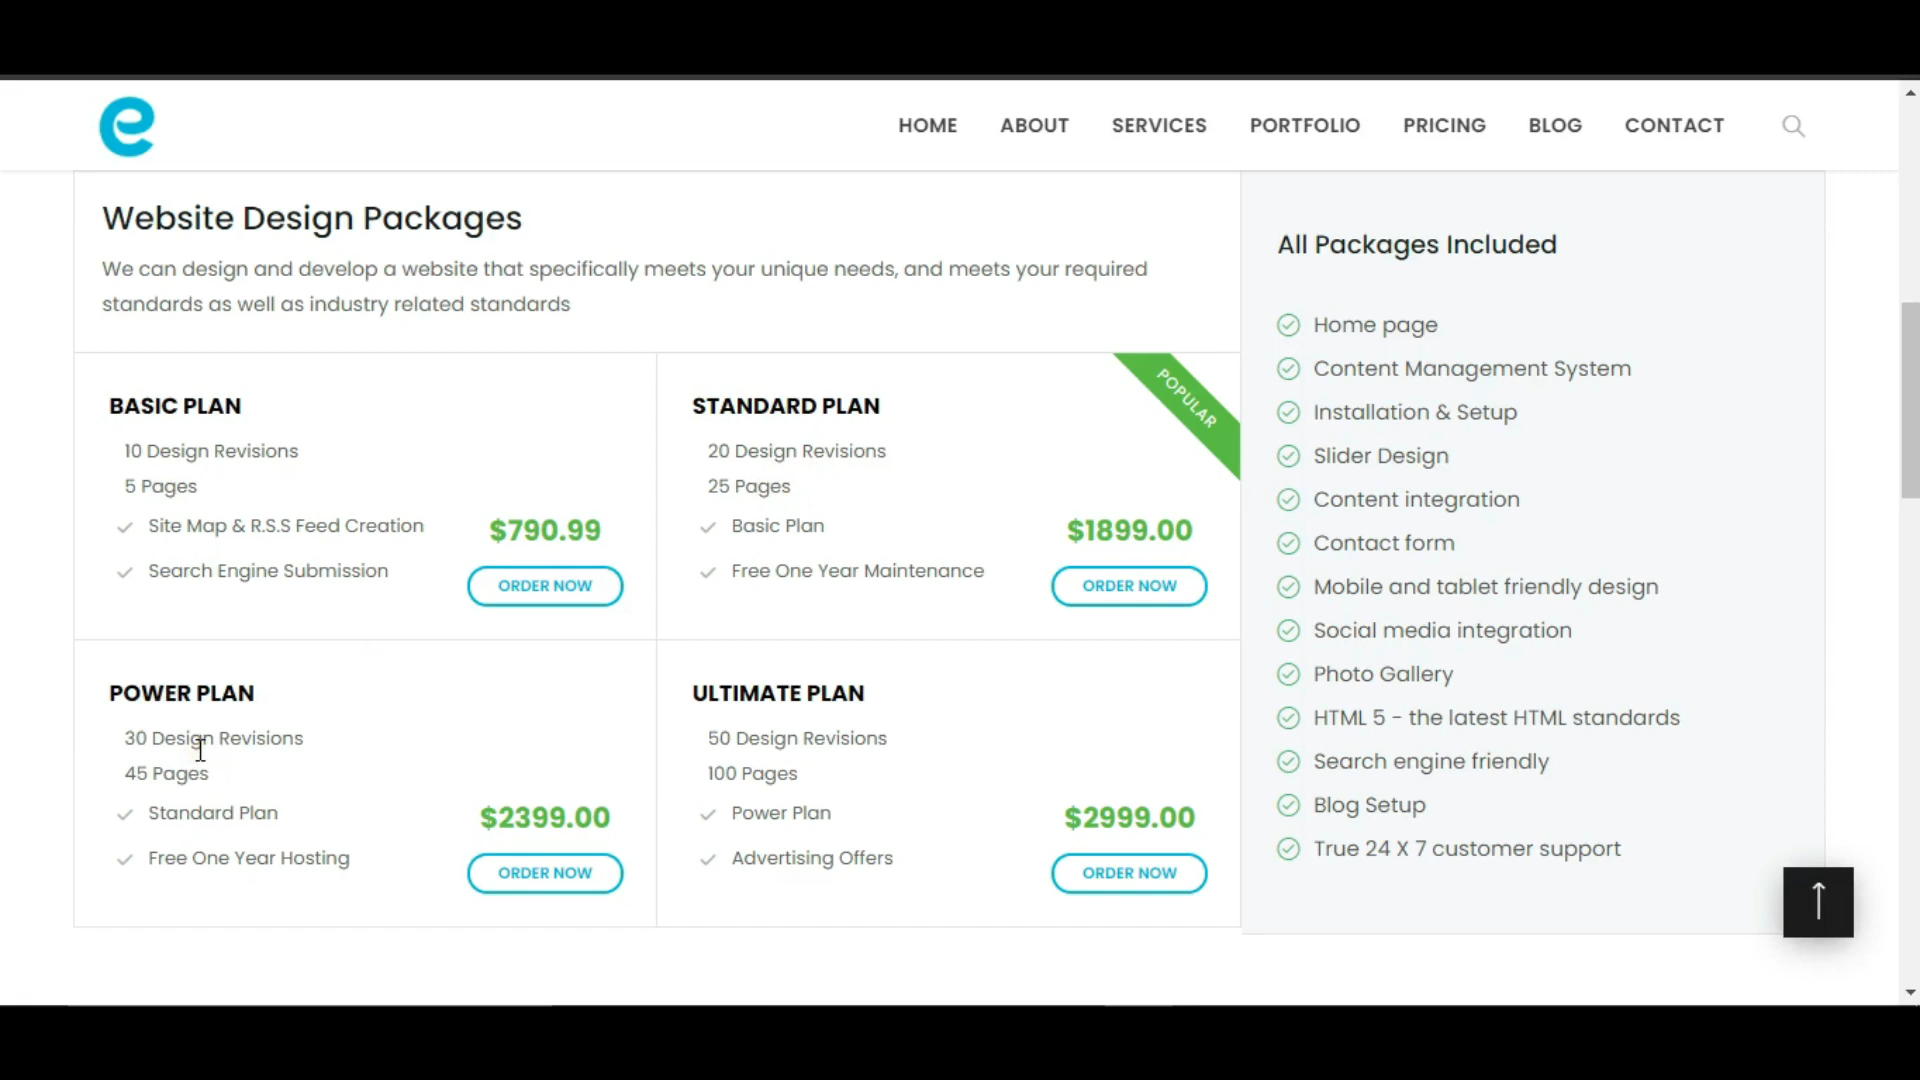 e
HOME ABOUT SERVICES PORTFOLIO PRICING BLOG CONTACT
Website Design Packages
We can design and develop a website that specifically meets your unique needs, and meets your required
standards as well as industry related standards
BASIC PLAN
10 Design Revisions
5 Pages
Site Map & R.S.S Feed Creation
Search Engine Submission
$790.99
ORDER NOW
STANDARD PLAN
POPULAR
20 Design Revisions
25 Pages
Basic Plan
Free One Year Maintenance
$1899.00
ORDER NOW
POWER PLAN
30 Design Revisions
45 Pages
Standard Plan
Free One Year Hosting
$2399.00
ORDER NOW
ULTIMATE PLAN
50 Design Revisions
100 Pages
Power Plan
Advertising Offers
$2999.00
ORDER NOW
All Packages Included
Home page
Content Management System
Installation & Setup
Slider Design
Content integration
Contact form
Mobile and tablet friendly design
Social media integration
Photo Gallery
HTML 5 - the latest HTML standards
Search engine friendly
Blog Setup
True 24 X 7 customer support